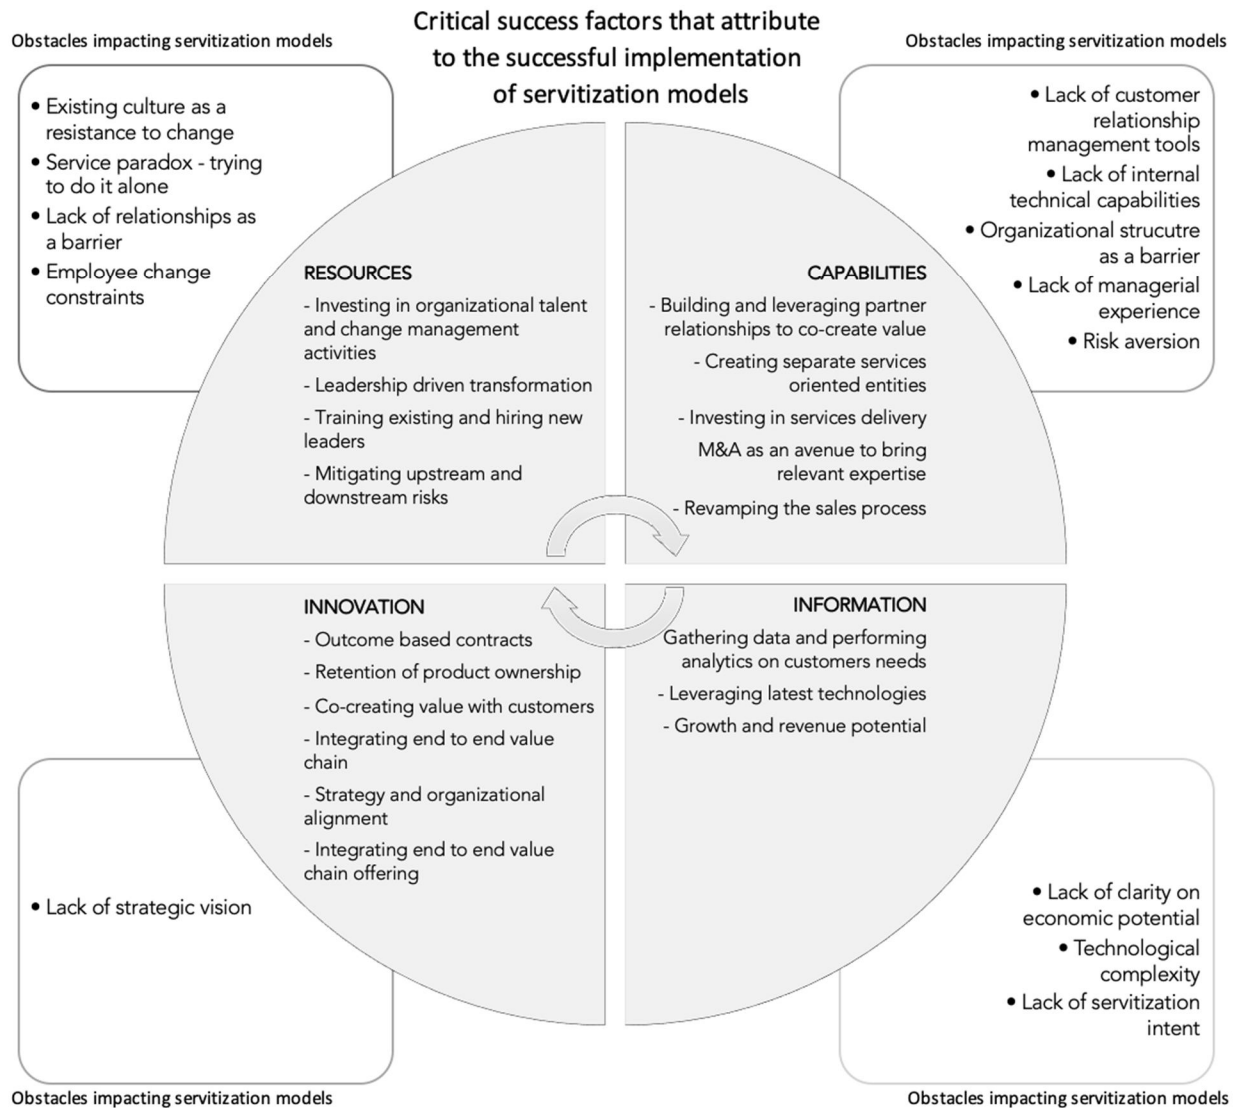 Critical success factors that attribute
to the successful implementation
of servitization models
Obstacles impacting servitization models
• Existing culture as a
resistance to change
• Service paradox - trying
to do it alone
• Lack of relationships as
a barrier
• Employee change
constraints
Obstacles impacting servitization models
• Lack of customer
relationship
management tools
• Lack of internal
technical capabilities
• Organizational strucutre
as a barrier
• Lack of managerial
experience
• Risk aversion
RESOURCES
- Investing in organizational talent
and change management
activities
- Leadership driven transformation
- Training existing and hiring new
leaders
- Mitigating upstream and
downstream risks
CAPABILITIES
- Building and leveraging partner
relationships to co-create value
- Creating separate services
oriented entities
- Investing in services delivery
M&A as an avenue to bring
relevant expertise
- Revamping the sales process
INNOVATION
- Outcome based contracts
- Retention of product ownership
- Co-creating value with customers
- Integrating end to end value
chain
- Strategy and organizational
alignment
- Integrating end to end value
chain offering
INFORMATION
Gathering data and performing
analytics on customers needs
- Leveraging latest technologies
- Growth and revenue potential
• Lack of strategic vision
Obstacles impacting servitization models
• Lack of clarity on
economic potential
• Technological
complexity
• Lack of servitization
intent
Obstacles impacting servitization models